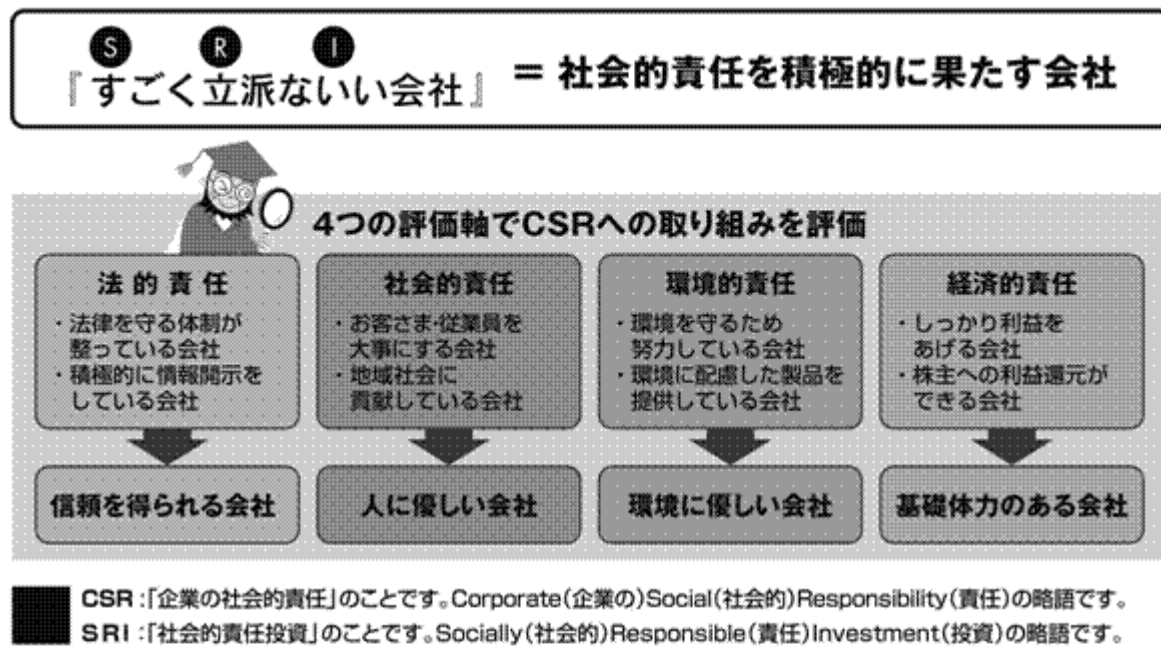 S R I
『すごく立派ないい会社』 = 社会的責任を積極的に果たす会社
4つの評価軸でCSRへの取り組みを評価
法的責任
・法律を守る体制が
整っている会社
・積極的に情報開示を
している会社
信頼を得られる会社
社会的責任
・お客さま・従業員を
大事にする会社
・地域社会に
貢献している会社
人に優しい会社
環境的責任
・環境を守るため
努力している会社
・環境に配慮した製品を
提供している会社
環境に優しい会社
経済的責任
・しっかり利益を
あげる会社
・株主への利益還元が
できる会社
基礎体力のある会社
CSR:「企業の社会的責任」のことです。Corporate(企業の)Social(社会的)Responsibility(責任)の略語です。
SRI:「社会的責任投資」のことです。Socially(社会的)Responsible(責任)Investment(投資)の略語です。